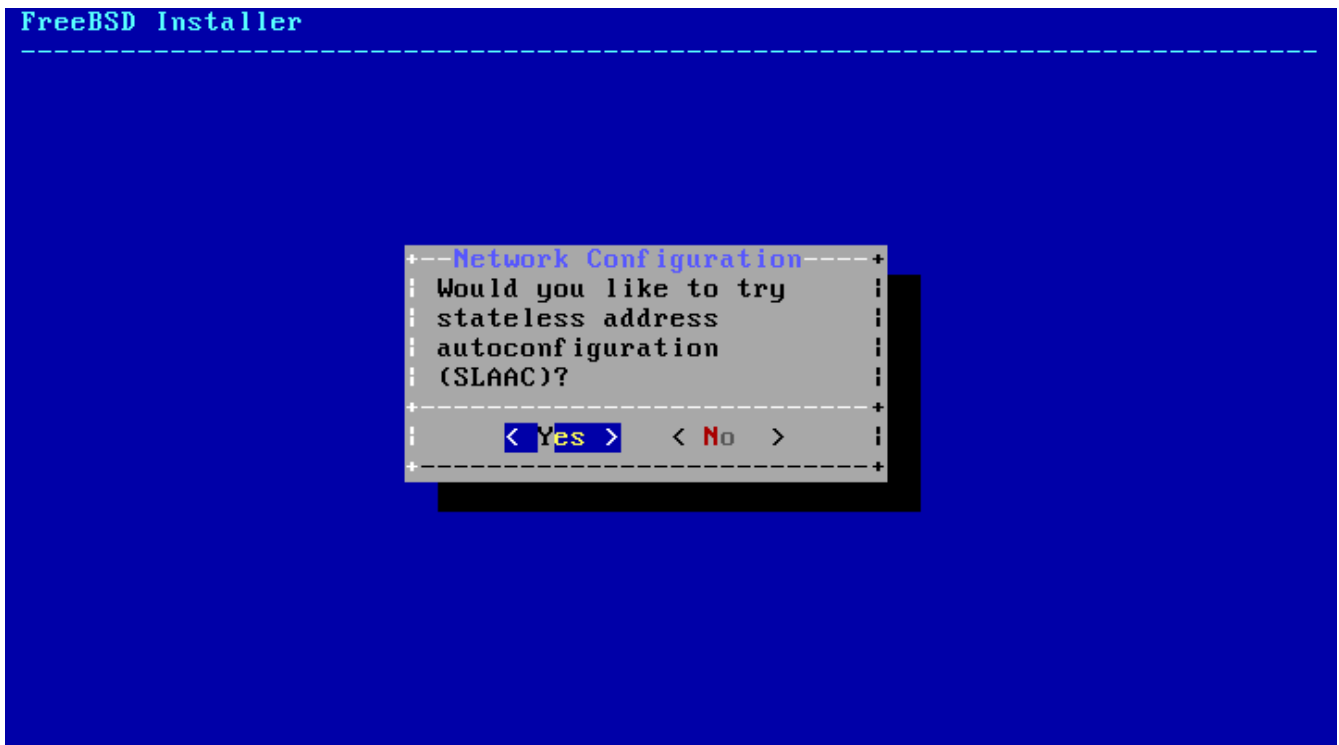 FreeBSD Installer
Network Configuration
Would you like to try
stateless address
autoconfiguration
(SLAAC)?
< Yes > < No >